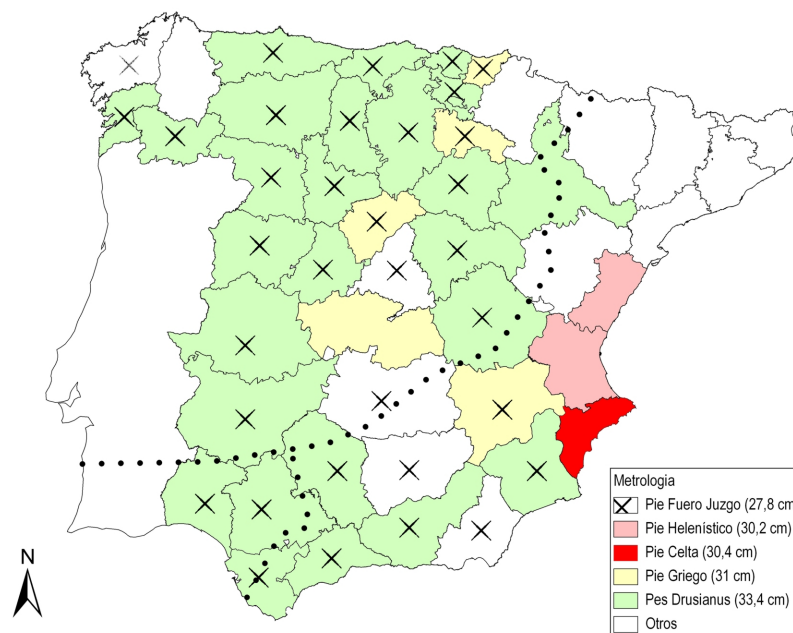 N
Metrologia
Pie Fuero Juzgo (27,8 cm
Pie Helenístico (30,2 cm)
Pie Celta (30,4 cm)
Pie Griego (31 cm)
Pes Drusianus (33,4 cm)
Otros